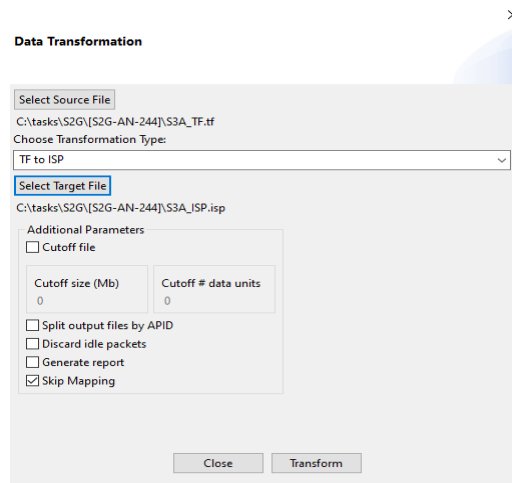 Data Transformation
Select Source File
C:\tasks\S2G\[S2G-AN-244]\S3A_TF.tf
Choose Transformation Type:
TF to ISP
Select Target File
C:\tasks\S2G\[S2G-AN-244]\S3A_ISP.isp
Additional Parameters
Cutoff file
Cutoff size (Mb) Cutoff # data units
0 0
Split output files by APID
Discard idle packets
Generate report
Skip Mapping
Close Transform